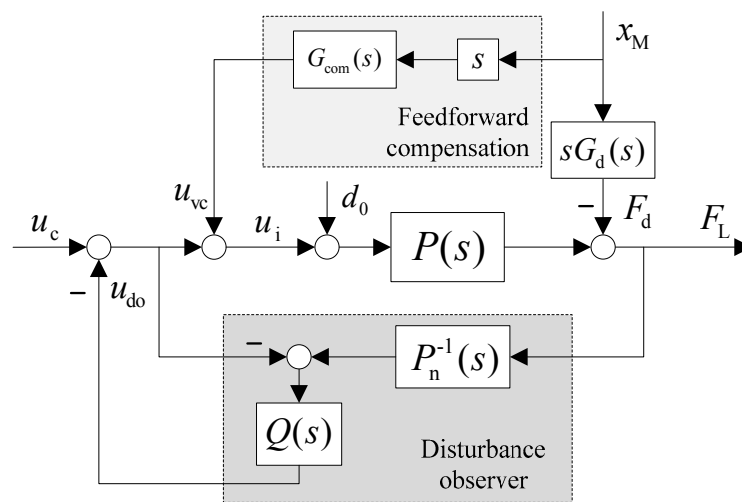 x_M
G_com(s)
s
Feedforward
compensation
sG_d(s)
u_vc
d_0
− F_d
u_c
u_i
P(s)
F_L
− u_do
−
P_n^-1(s)
Q(s)
Disturbance
observer